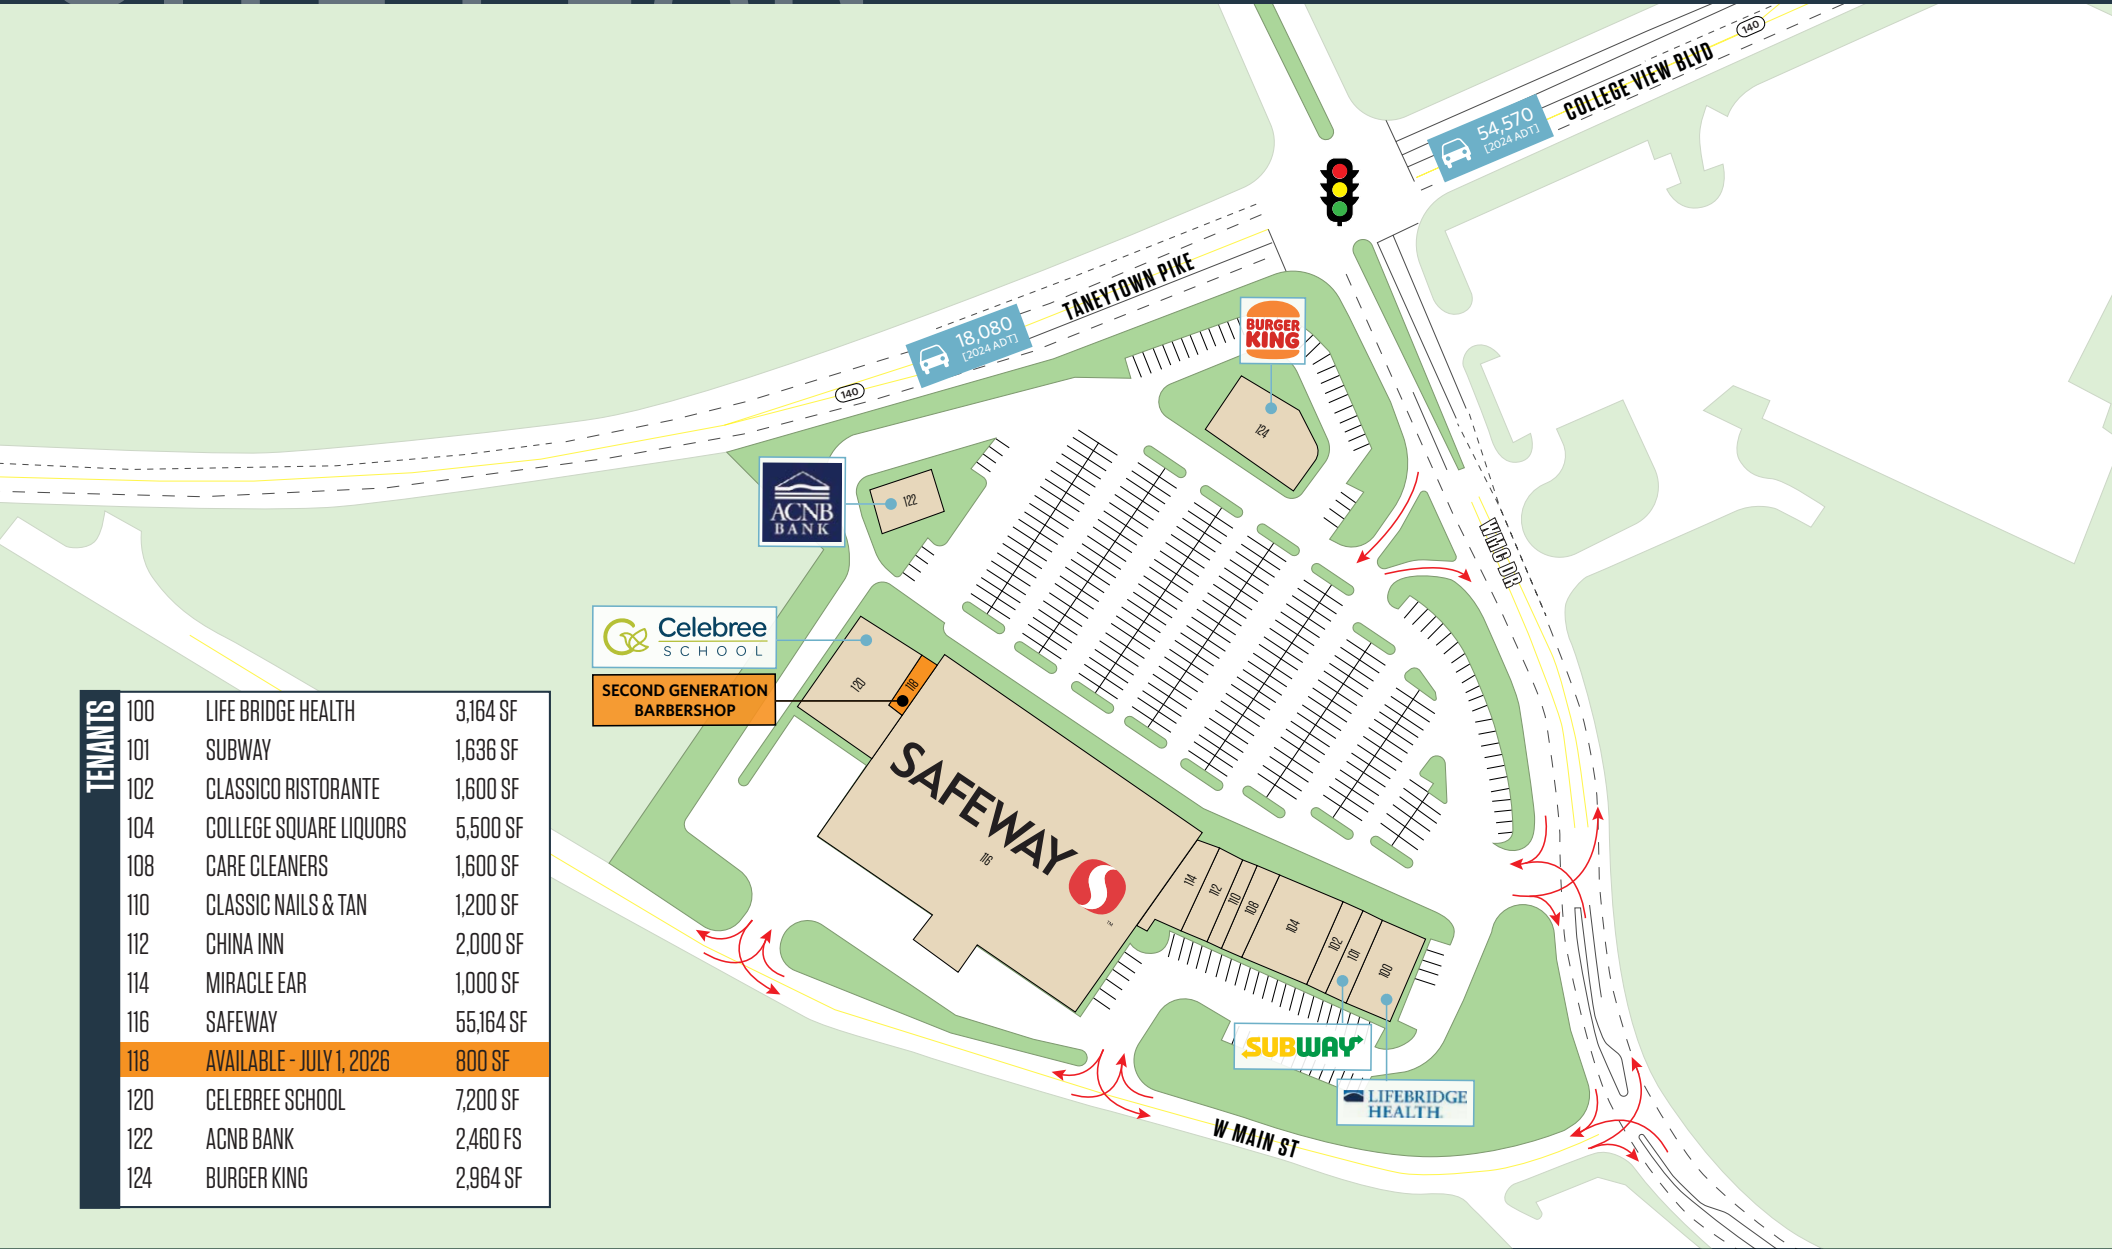 140
COLLEGE VIEW BLVD
54,570
[2024 ADT]
TANEYTOWN PIKE
18,080
[2024 ADT]
140
BURGER
KING
124
ACNB
BANK
122
WMC DR
Celebree
SCHOOL
120
118
SECOND GENERATION
BARBERSHOP
SAFEWAY
™
116
114
112
110
108
104
102
101
100
SUBWAY
LIFEBRIDGE
HEALTH
W MAIN ST
TENANTS
100 LIFE BRIDGE HEALTH 3,164 SF
101 SUBWAY 1,636 SF
102 CLASSICO RISTORANTE 1,600 SF
104 COLLEGE SQUARE LIQUORS 5,500 SF
108 CARE CLEANERS 1,600 SF
110 CLASSIC NAILS & TAN 1,200 SF
112 CHINA INN 2,000 SF
114 MIRACLE EAR 1,000 SF
116 SAFEWAY 55,164 SF
118 AVAILABLE - JULY 1, 2026 800 SF
120 CELEBREE SCHOOL 7,200 SF
122 ACNB BANK 2,460 FS
124 BURGER KING 2,964 SF